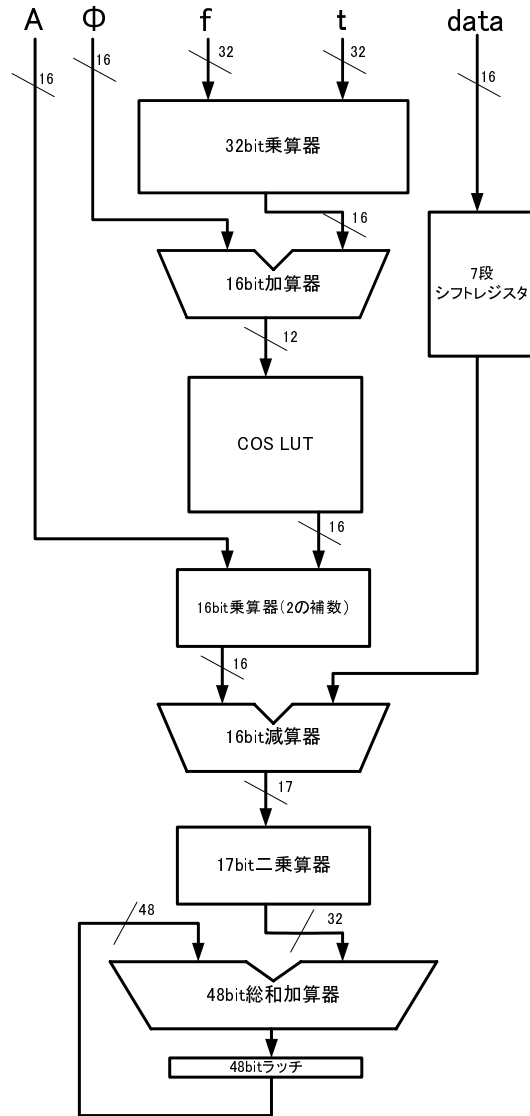 A Φ f t data
16 16 32 32 16
32bit乗算器
16
16bit加算器
7段
シフトレジスタ
12
COS LUT
16
16bit乗算器(2の補数)
16
16bit減算器
17
17bit二乗算器
48 32
48bit総和加算器
48bitラッチ